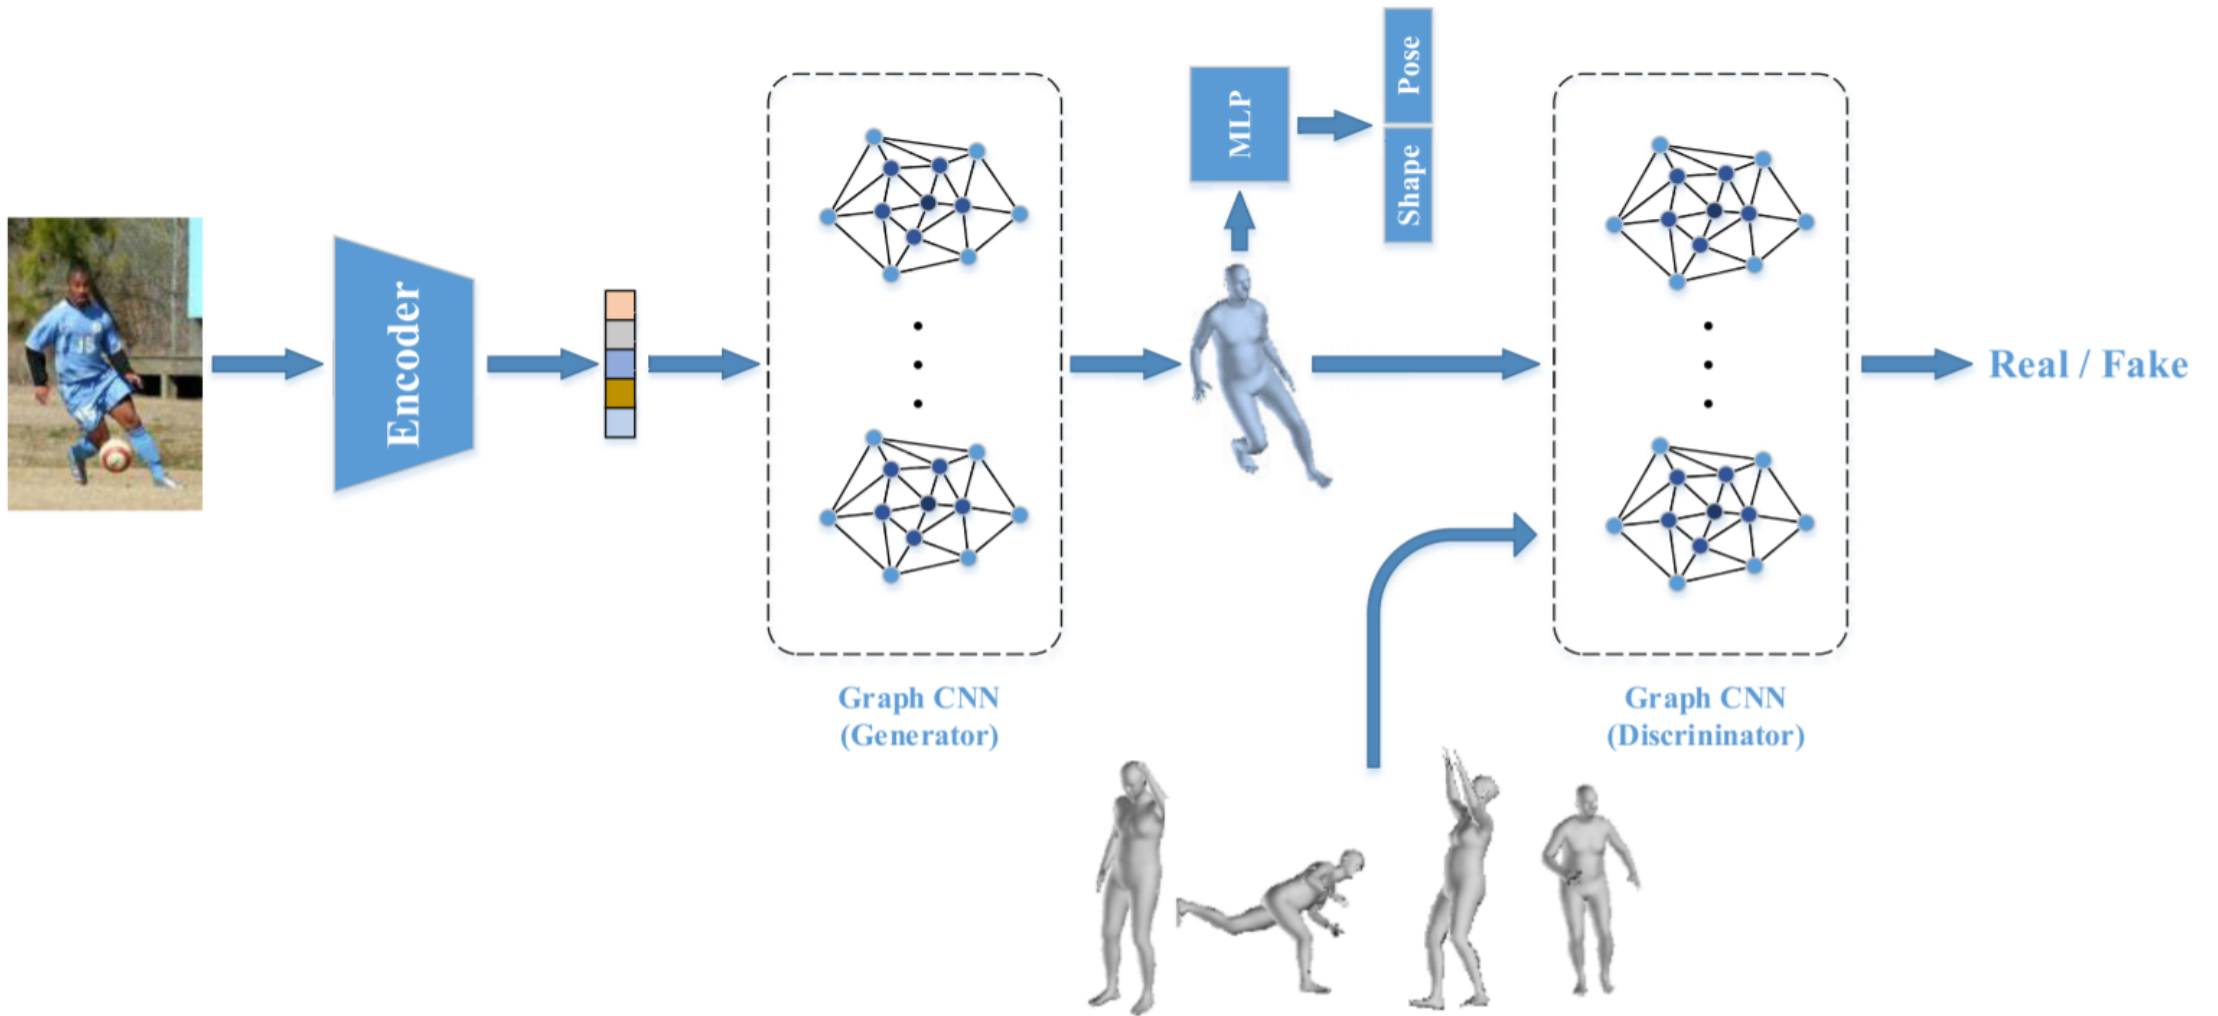 Encoder
Graph CNN
(Generator)
MLP
Pose
Shape
Graph CNN
(Discrininator)
Real / Fake
15